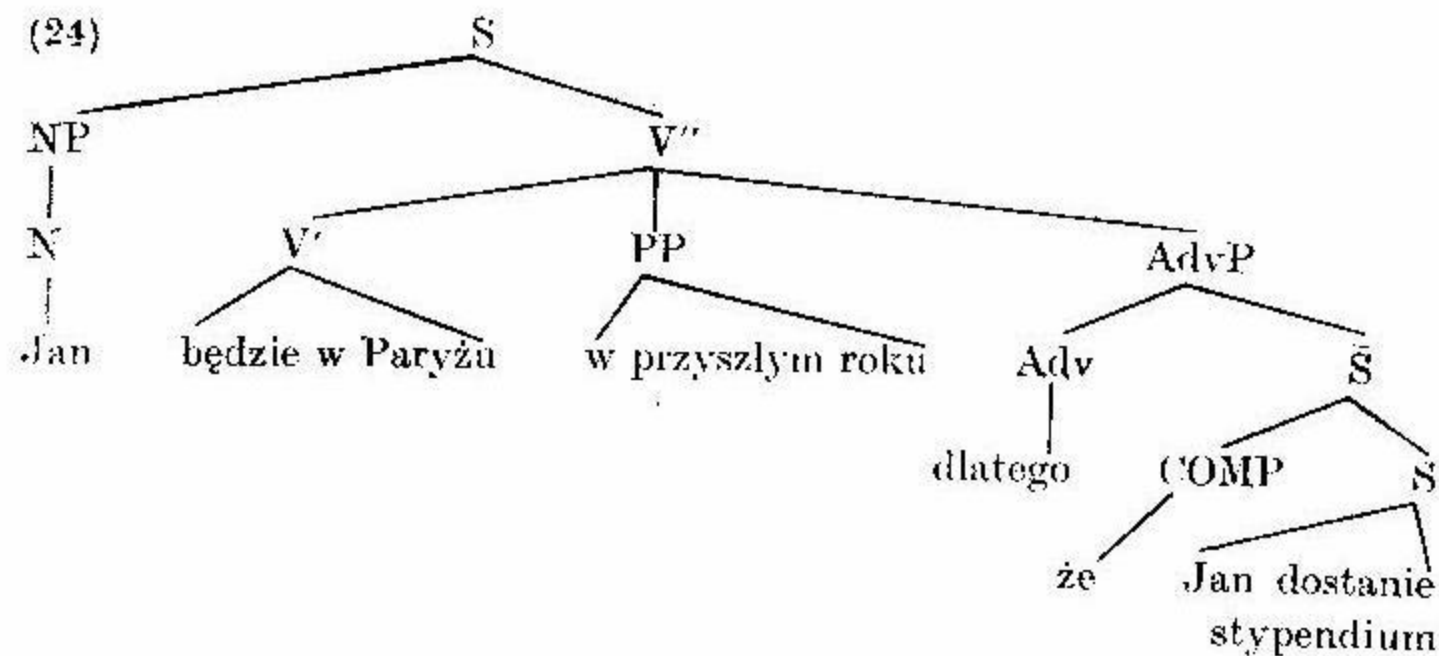 (24)
S
NP V″
N V′ PP AdvP
Jan będzie w Paryżu w przyszłym roku Adv S̄
dlatego COMP S
że Jan dostanie
stypendium